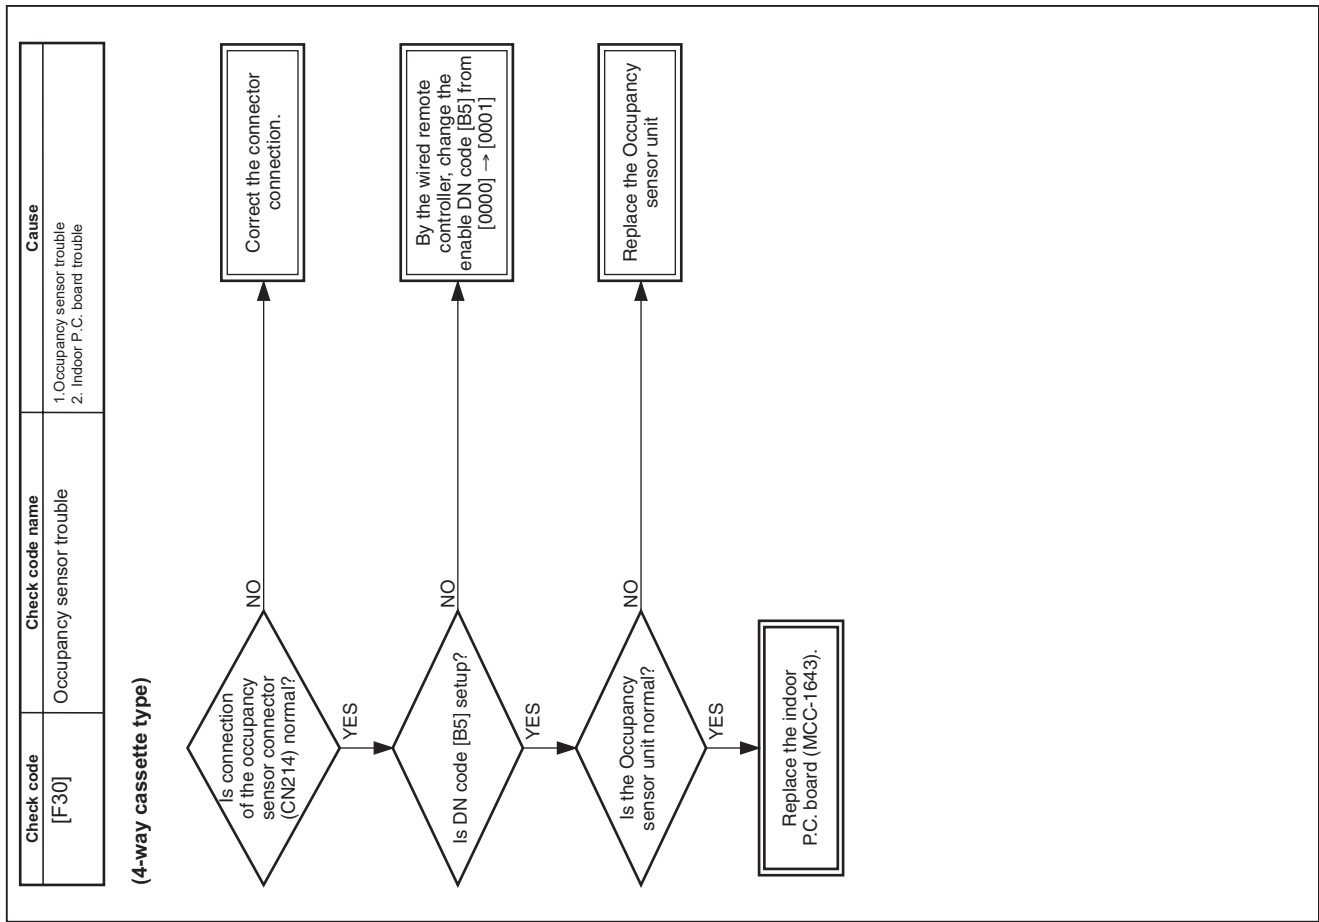 Check code
Check code name
Cause
[F30]
Occupancy sensor trouble
1.Occupancy sensor trouble
2. Indoor P.C. board trouble
(4-way cassette type)
Is connection
of the occupancy
sensor connector
(CN214) normal?
NO
Correct the connector
connection.
YES
Is DN code [B5] setup?
NO
By the wired remote
controller, change the
enable DN code [B5] from
[0000] → [0001]
YES
Is the Occupancy
sensor unit normal?
NO
Replace the Occupancy
sensor unit
YES
Replace the indoor
P.C. board (MCC-1643).